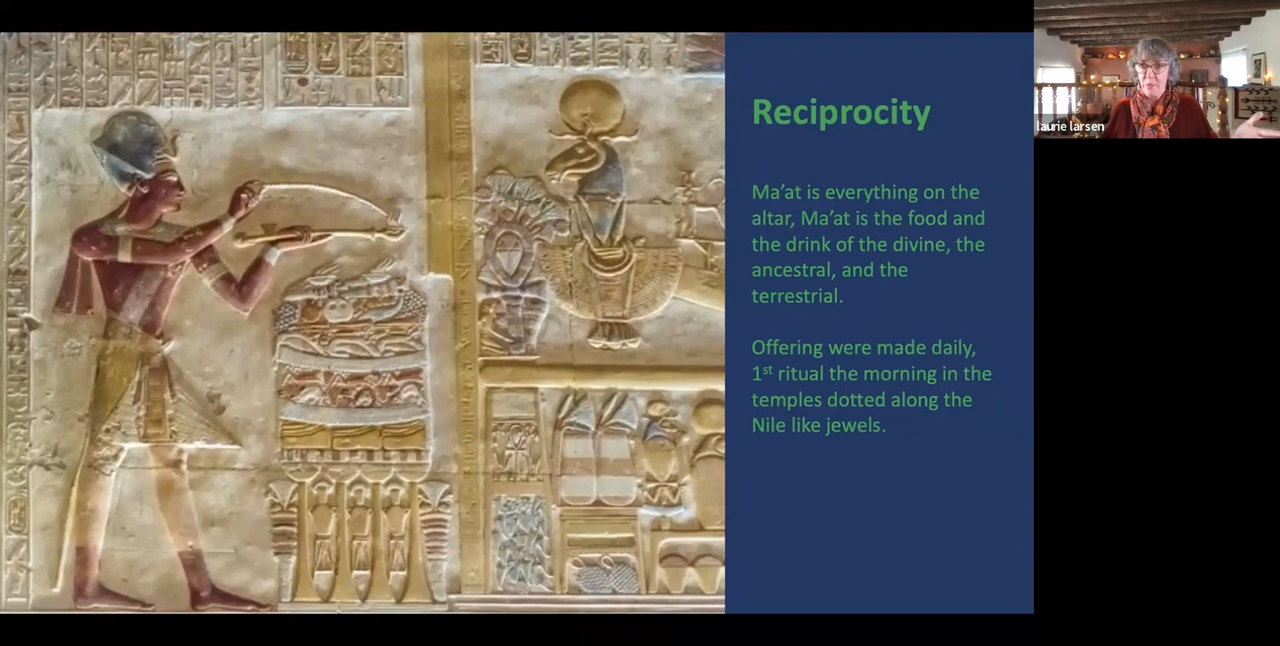 Reciprocity
Ma’at is everything on the
altar, Ma’at is the food and
the drink of the divine, the
ancestral, and the
terrestrial.
Offering were made daily,
1st ritual the morning in the
temples dotted along the
Nile like jewels.
laurie larsen